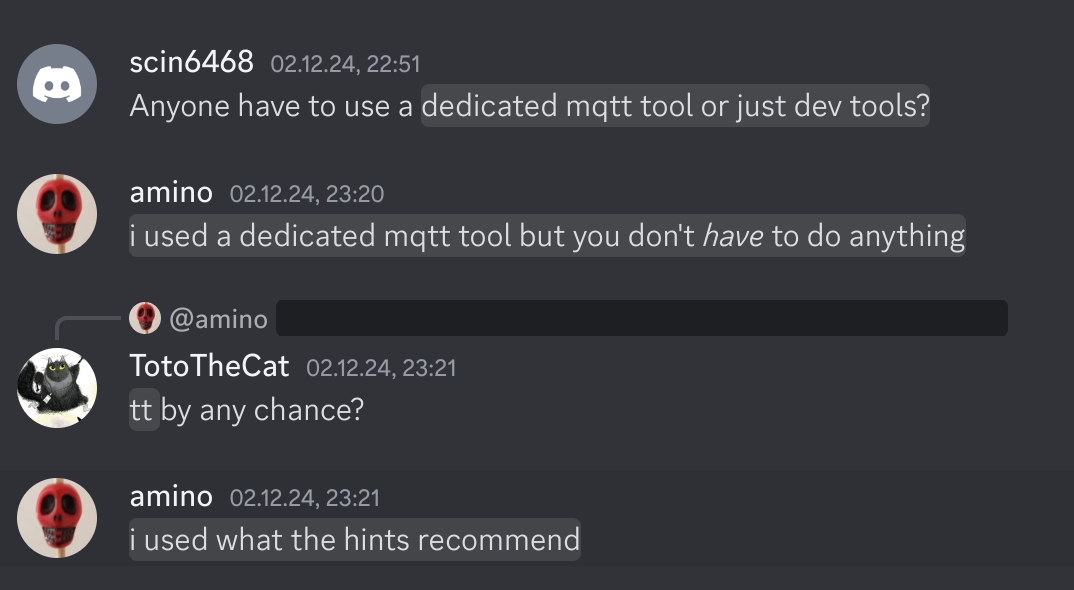 scin6468 02.12.24, 22:51
Anyone have to use a dedicated mqtt tool or just dev tools?
amino 02.12.24, 23:20
i used a dedicated mqtt tool but you don't have to do anything
@amino
TotoTheCat 02.12.24, 23:21
tt by any chance?
amino 02.12.24, 23:21
i used what the hints recommend